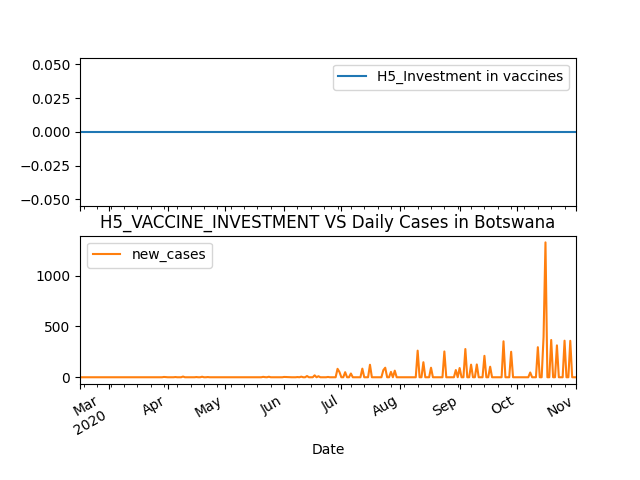 0.050
0.025
0.000
−0.025
−0.050
H5_Investment in vaccines
H5_VACCINE_INVESTMENT VS Daily Cases in Botswana
1000
500
0
new_cases
Mar
2020
Apr
May
Jun
Jul
Aug
Sep
Oct
Nov
Date